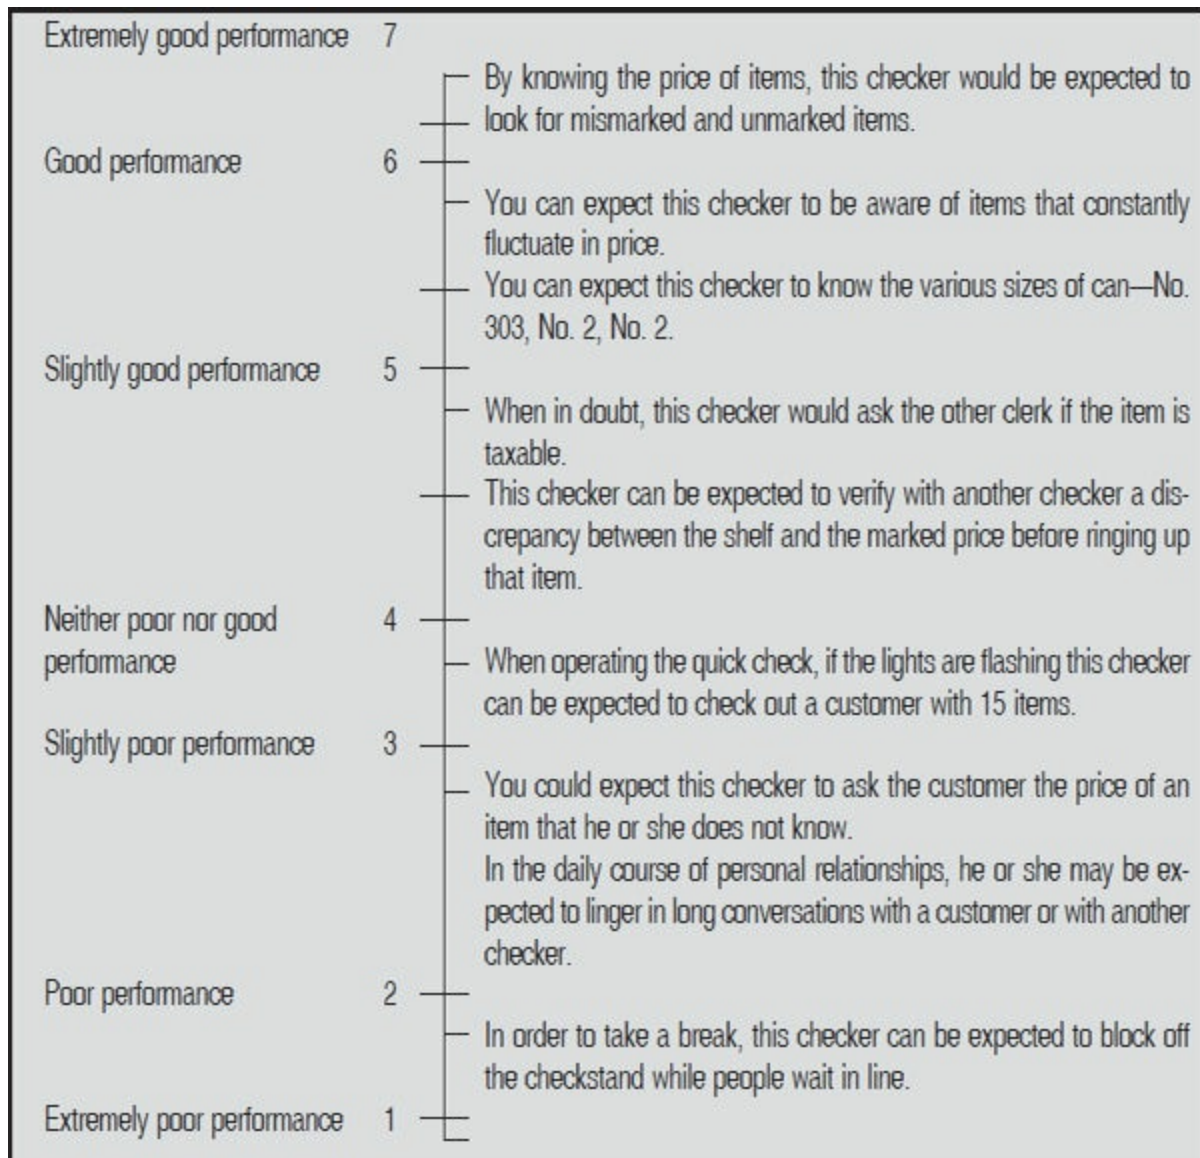 Extremely good performance 7
By knowing the price of items, this checker would be expected to
look for mismarked and unmarked items.
Good performance 6
You can expect this checker to be aware of items that constantly
fluctuate in price.
You can expect this checker to know the various sizes of can—No.
303, No. 2, No. 2.
Slightly good performance 5
When in doubt, this checker would ask the other clerk if the item is
taxable.
This checker can be expected to verify with another checker a dis-
crepancy between the shelf and the marked price before ringing up
that item.
Neither poor nor good 4
performance
When operating the quick check, if the lights are flashing this checker
can be expected to check out a customer with 15 items.
Slightly poor performance 3
You could expect this checker to ask the customer the price of an
item that he or she does not know.
In the daily course of personal relationships, he or she may be ex-
pected to linger in long conversations with a customer or with another
checker.
Poor performance 2
In order to take a break, this checker can be expected to block off
the checkstand while people wait in line.
Extremely poor performance 1